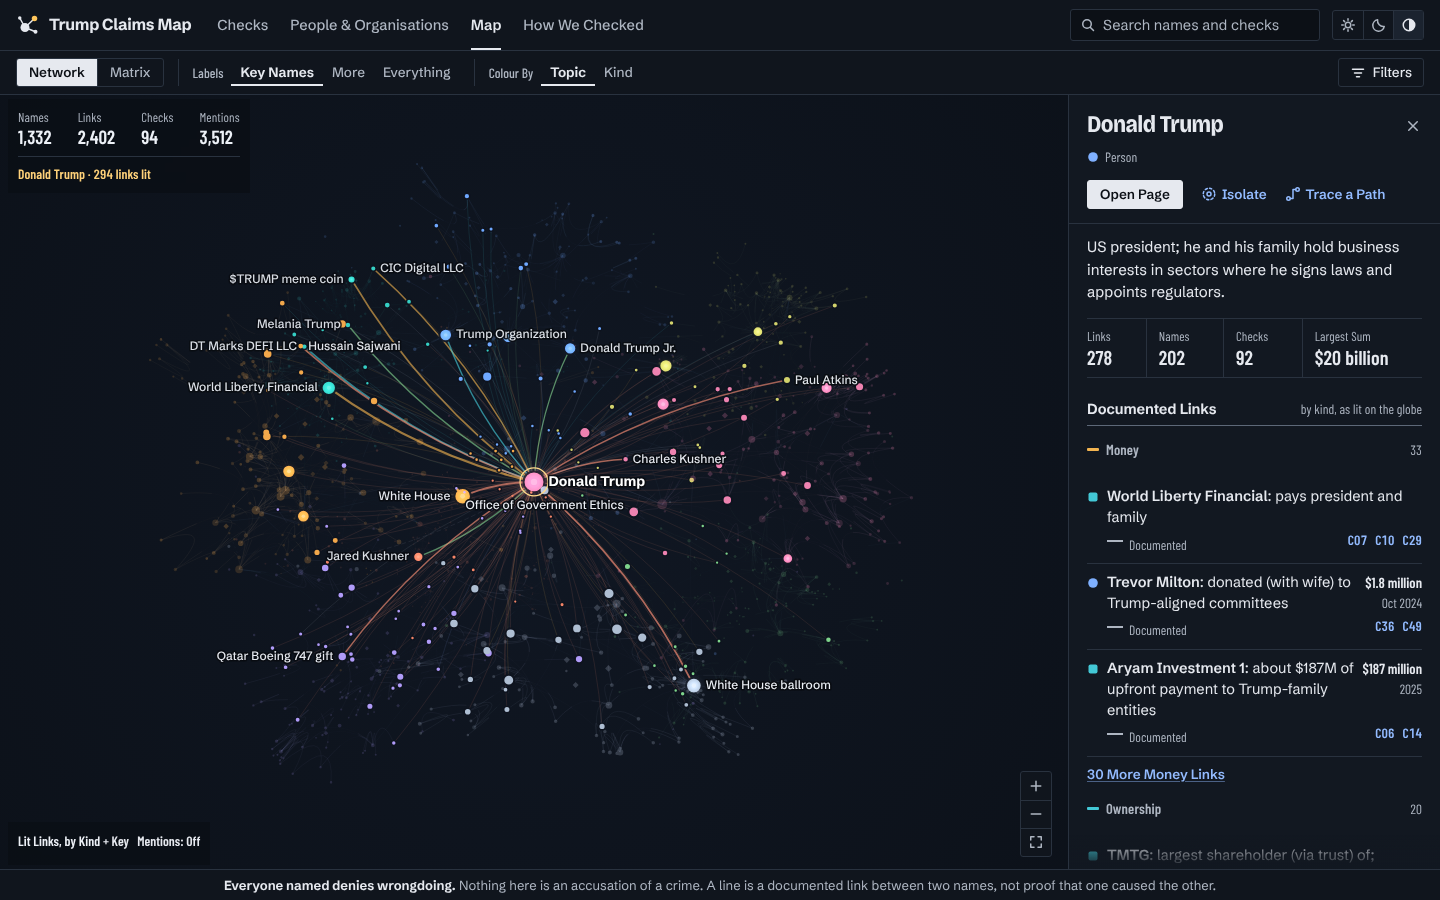 Trump Claims Map
Checks
People & Organisations
Map
How We Checked
Search names and checks
Network
Matrix
Labels
Key Names
More
Everything
Colour By
Topic
Kind
Filters
Names
Links
Checks
Mentions
1,332
2,402
94
3,512
Donald Trump · 294 links lit
CIC Digital LLC
$TRUMP meme coin
Melania Trump
Trump Organization
DT Marks DEFI LLC
Hussain Sajwani
Donald Trump Jr.
World Liberty Financial
Paul Atkins
Charles Kushner
Donald Trump
White House
Office of Government Ethics
Jared Kushner
Qatar Boeing 747 gift
White House ballroom
Lit Links, by Kind + Key
Mentions: Off
Donald Trump
Person
Open Page
Isolate
Trace a Path
US president; he and his family hold business
interests in sectors where he signs laws and
appoints regulators.
Links
Names
Checks
Largest Sum
278
202
92
$20 billion
Documented Links
by kind, as lit on the globe
Money
33
World Liberty Financial: pays president and
family
Documented
C07 C10 C29
Trevor Milton: donated (with wife) to
$1.8 million
Trump-aligned committees
Oct 2024
Documented
C36 C49
Aryam Investment 1: about $187M of
$187 million
upfront payment to Trump-family
2025
entities
Documented
C06 C14
30 More Money Links
Ownership
20
TMTG: largest shareholder (via trust) of;
Everyone named denies wrongdoing. Nothing here is an accusation of a crime. A line is a documented link between two names, not proof that one caused the other.